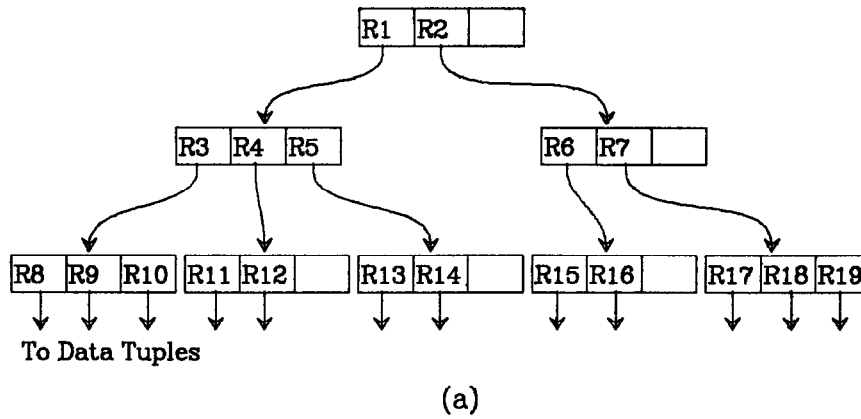 R1 R2
R3 R4 R5 R6 R7
R8 R9 R10 R11 R12 R13 R14 R15 R16 R17 R18 R19
To Data Tuples
(a)